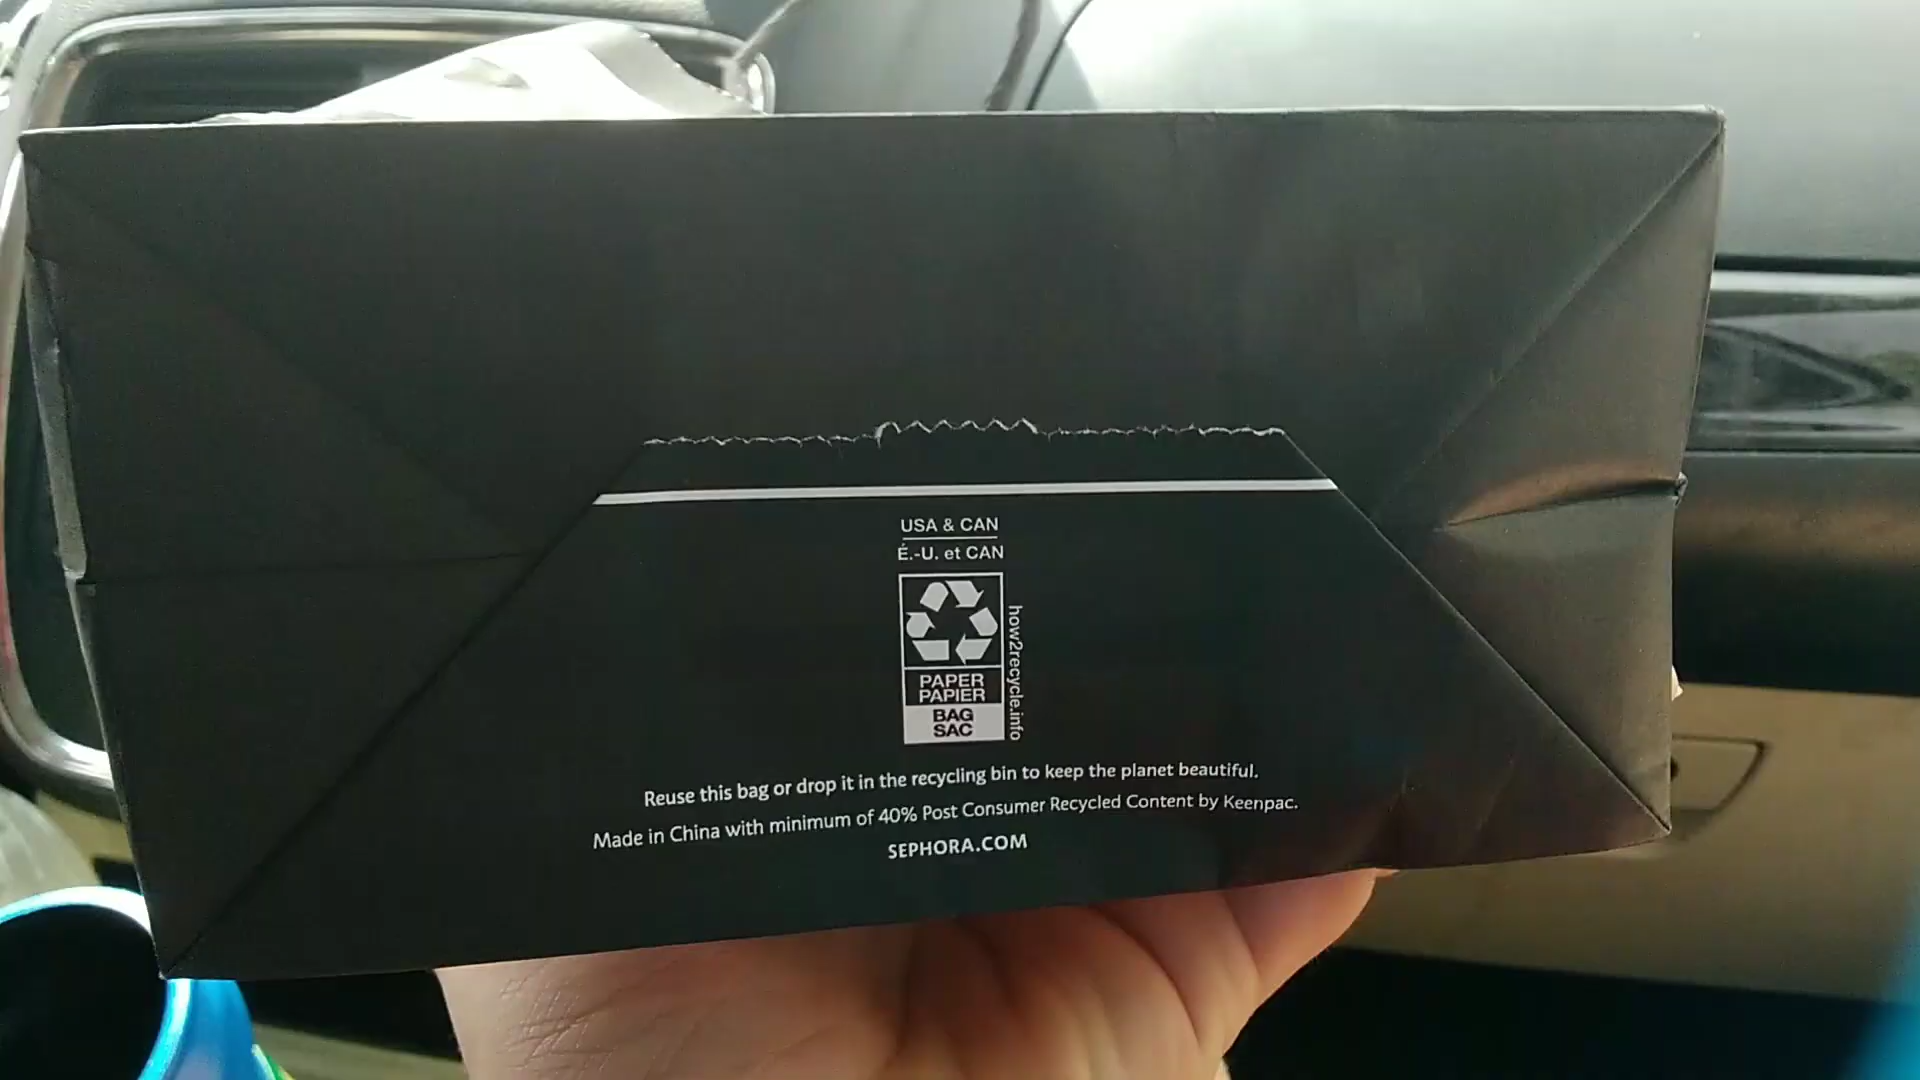 USA & CAN
É.-U. et CAN
how2recycle.info
PAPER
PAPIER
BAG
SAC
Reuse this bag or drop it in the recycling bin to keep the planet beautiful.
Made in China with minimum of 40% Post Consumer Recycled Content by Keenpac.
SEPHORA.COM